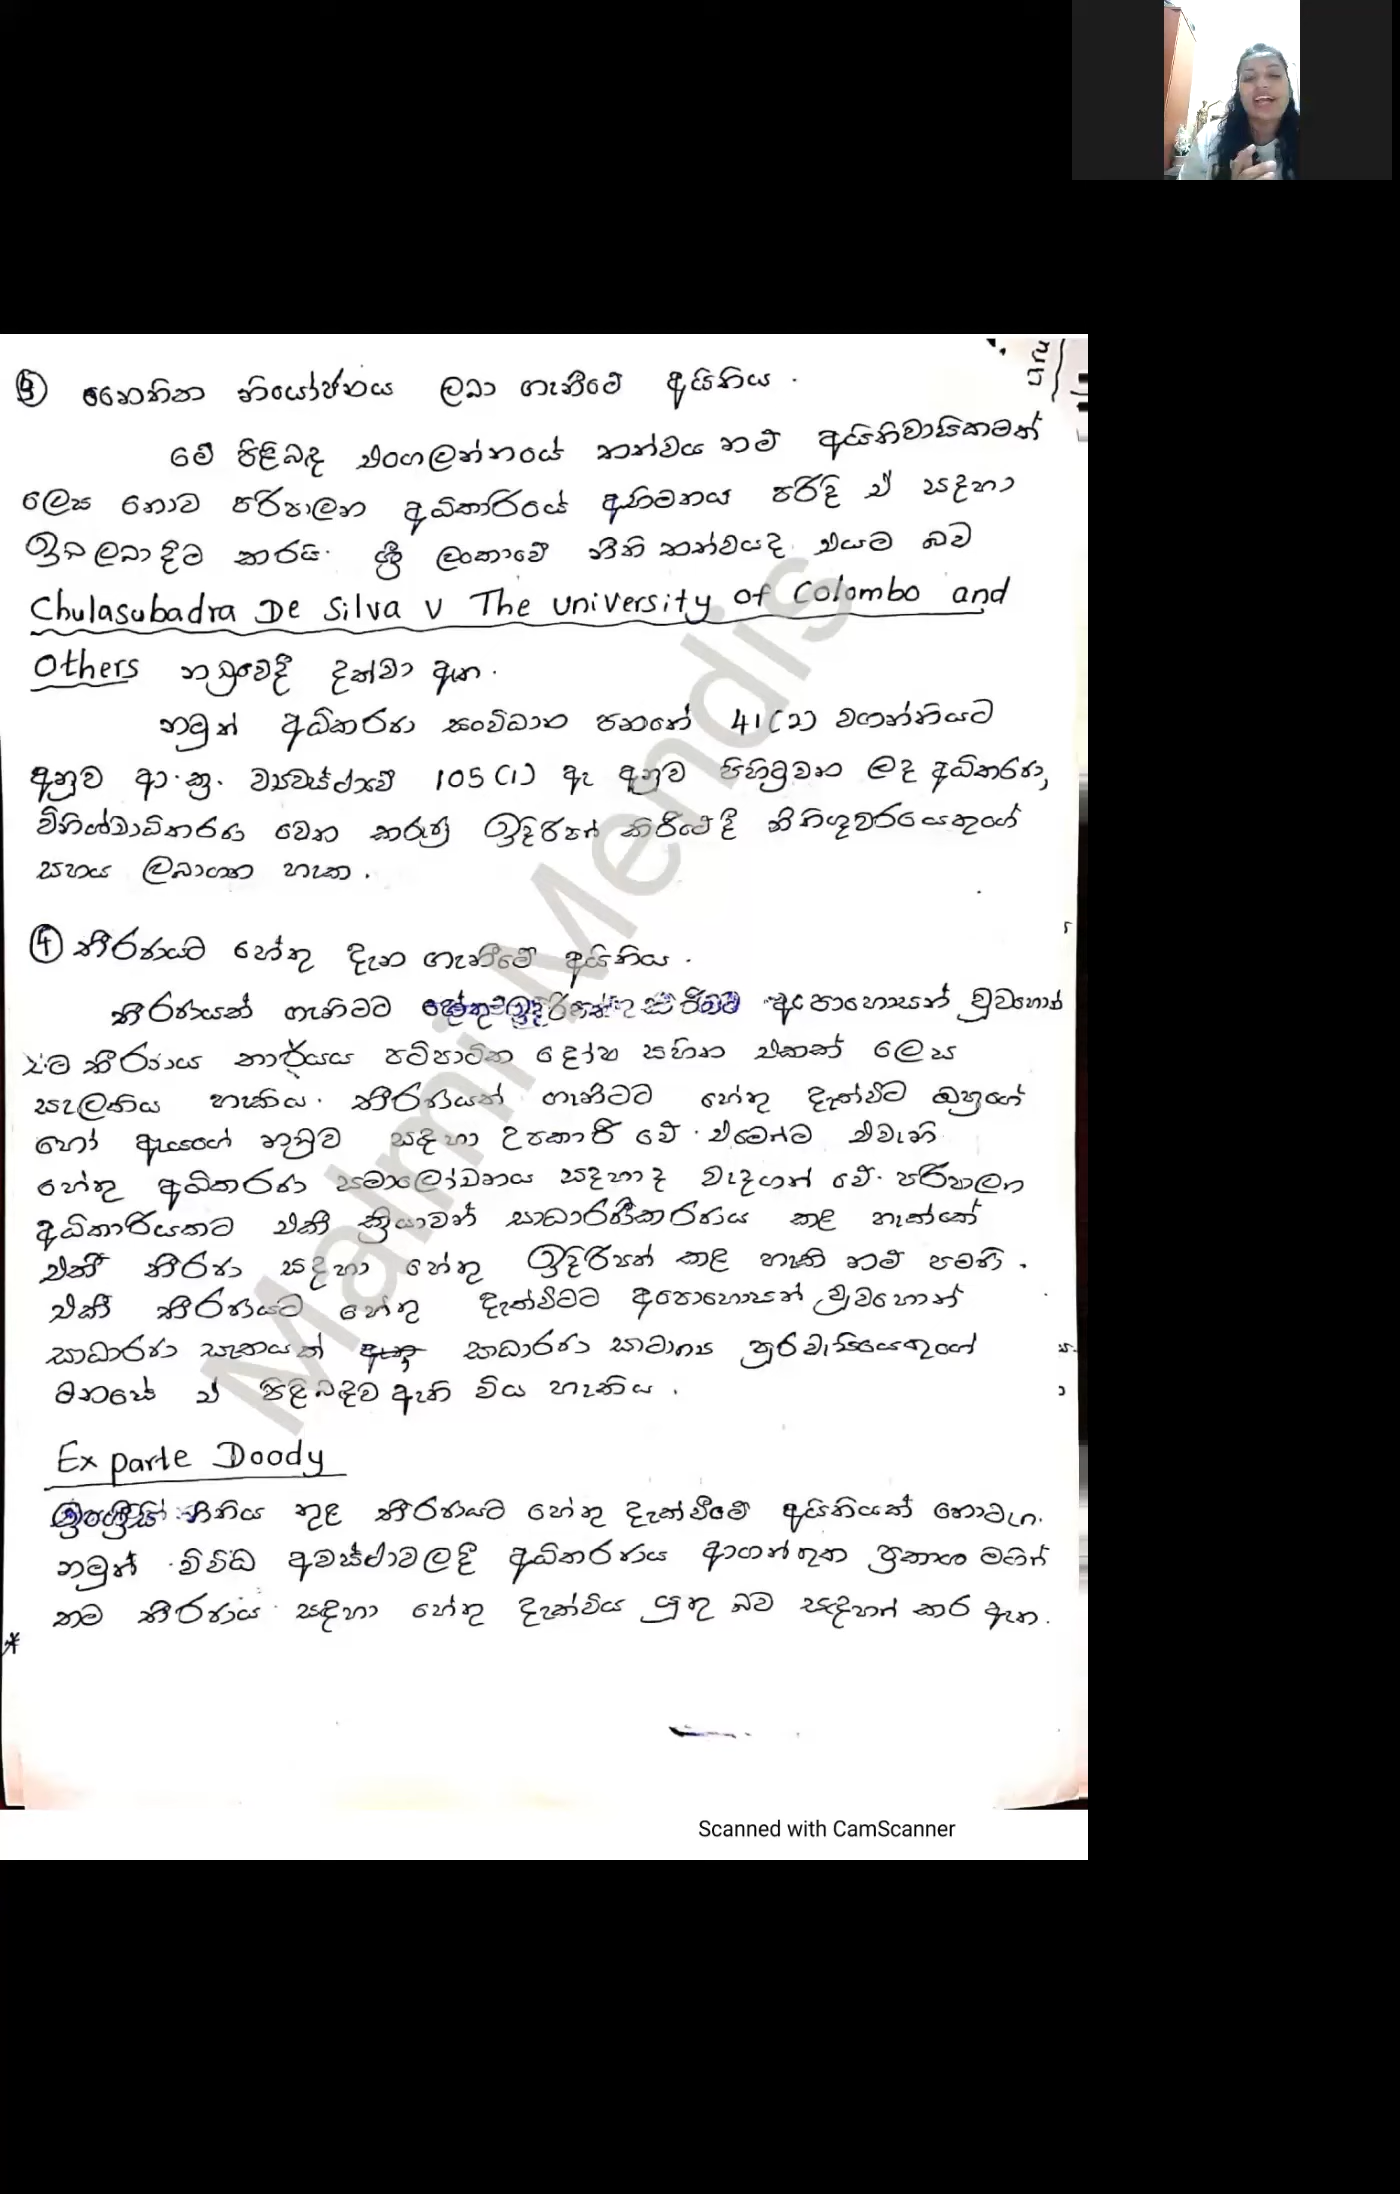 ③ නෛතික නියෝජනය ලබා ගැනීමේ අයිතිය.
මේ පිළිබඳ එංගලන්තයේ තත්වය නම් අයිතිවාසිකමක්
ලෙස නොව පරිපාලන අධිකාරියේ අභිමතය පරිදි ඒ සඳහා
ඉඩ ලබා දීම කරයි. ශ්‍රී ලංකාවේ නීති තත්වයද එයම බව
Chulasubadra De Silva v The University of Colombo and
Others නඩුවේදී දක්වා ඇත.
නමුත් අධිකරණ සංවිධාන පනතේ 41(2) වගන්තියට
අනුව ආ.ක්‍ර. ව්‍යවස්ථාවේ 105(1) ඇ අනුව පිහිටුවන ලද අධිකරණ,
විනිශ්චාධිකරණ වෙත කරුණු ඉදිරිපත් කිරීමේ දී නීතිඥවරයෙකුගේ
සහය ලබාගත හැක.
④ තීරණයට හේතු දැන ගැනීමේ අයිතිය.
තීරණයක් ගැනීමට අපොහොසත් වුවහොත්
එම තීරණය කාර්යය පටිපාටික දෝෂ සහිත එකක් ලෙස
සැලකිය හැකිය. තීරණයක් ගැනීමට හේතු දැක්වීම ඔහුගේ
හෝ ඇයගේ නඩුව සඳහා උපකාරී වේ. එමෙන්ම එවැනි
හේතු අධිකරණ සමාලෝචනය සඳහා ද වැදගත් වේ. පරිපාලන
අධිකාරියකට එකී ක්‍රියාවන් සාධාරණීකරණය කළ හැක්කේ
එකී තීරණ සඳහා හේතු ඉදිරිපත් කළ හැකි නම් පමණි.
එකී තීරණයට හේතු දැක්වීමට අපොහොසත් වුවහොත්
සාධාරණ සැකයක් සාධාරණ සාමාන්‍ය පුරවැසියෙකුගේ
මනසේ ඒ පිළිබඳව ඇති විය හැකිය.
Ex parte Doody
ඉංග්‍රීසි නීතිය තුළ තීරණයට හේතු දැක්වීමේ අයිතියක් නොමැත.
නමුත් විවිධ අවස්ථාවලදී අධිකරණය ආගන්තුක ප්‍රකාශ මගින්
තම තීරණය සඳහා හේතු දැක්විය යුතු බව සඳහන් කර ඇත.
*
Malmi Mendis
Scanned with CamScanner